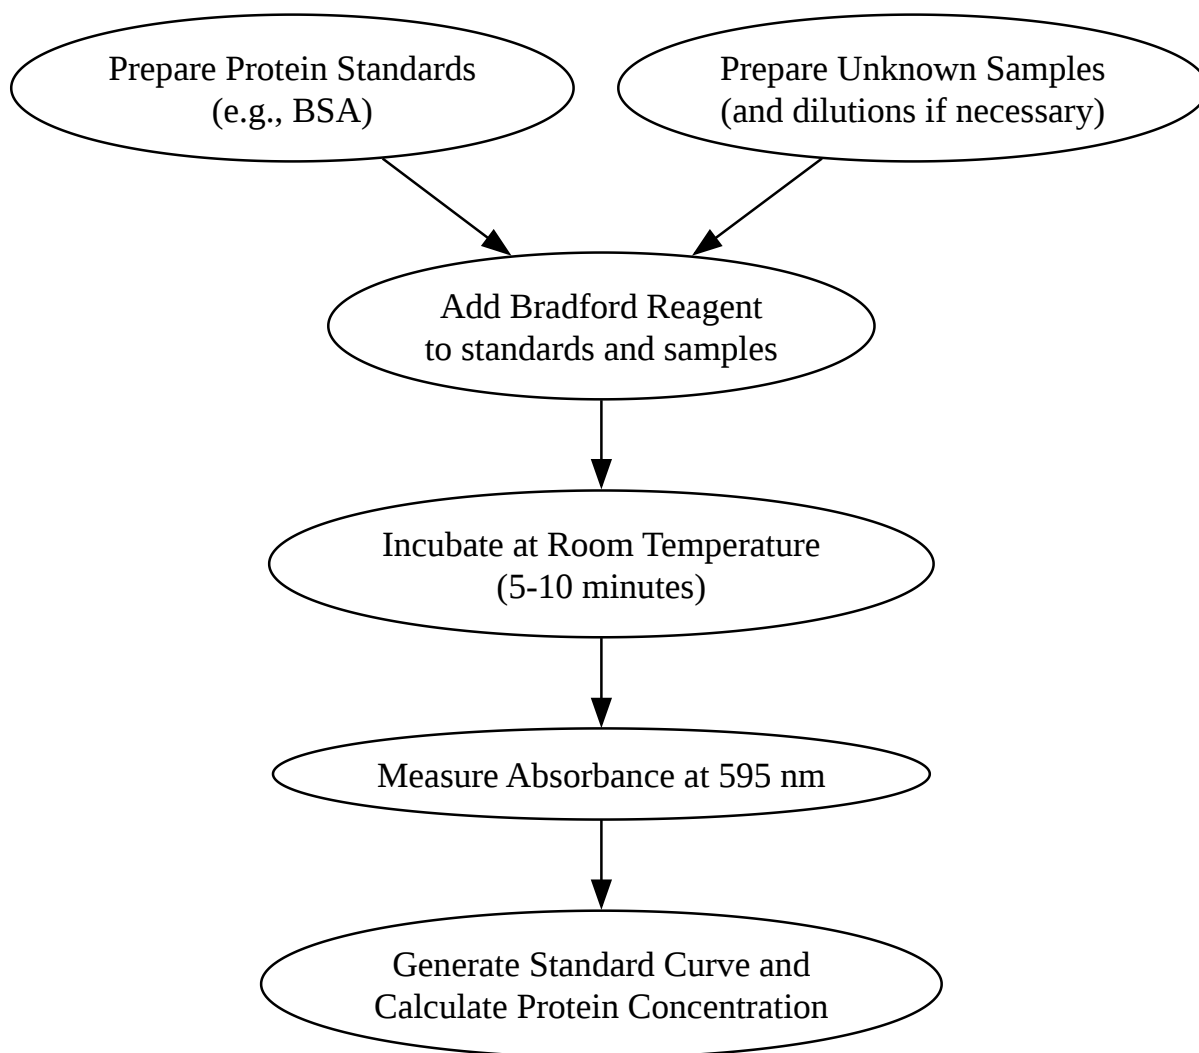 Prepare Protein Standards
(e.g., BSA)
Prepare Unknown Samples
(and dilutions if necessary)
Add Bradford Reagent
to standards and samples
Incubate at Room Temperature
(5-10 minutes)
Measure Absorbance at 595 nm
Generate Standard Curve and
Calculate Protein Concentration